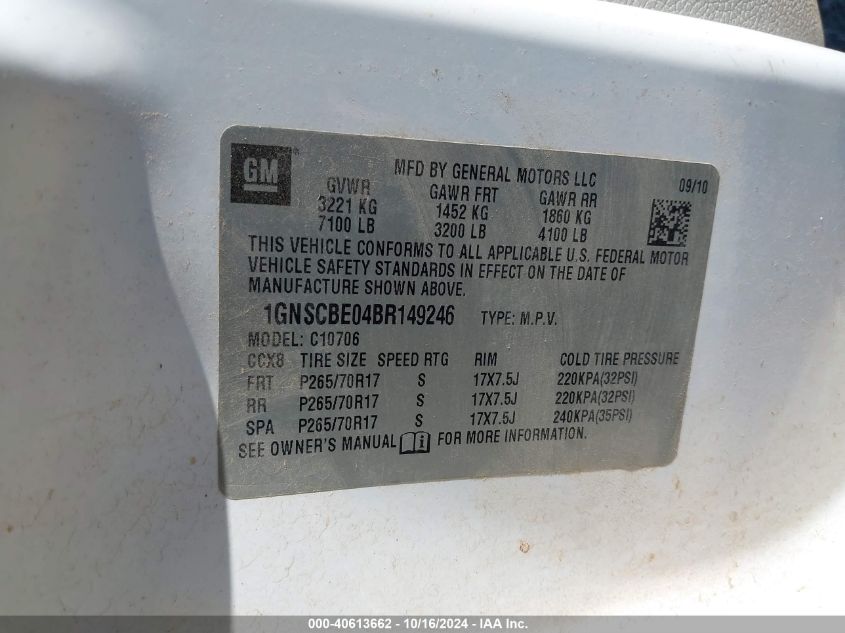 GM ®
MFD BY GENERAL MOTORS LLC
09/10
GVWR GAWR FRT GAWR RR
3221 KG 1452 KG 1860 KG
7100 LB 3200 LB 4100 LB
THIS VEHICLE CONFORMS TO ALL APPLICABLE U.S. FEDERAL MOTOR
VEHICLE SAFETY STANDARDS IN EFFECT ON THE DATE OF
MANUFACTURE SHOWN ABOVE.
1GNSCBE04BR149246 TYPE: M.P.V.
MODEL: C10706
CCX8 TIRE SIZE SPEED RTG RIM COLD TIRE PRESSURE
FRT P265/70R17 S 17X7.5J 220KPA(32PSI)
RR P265/70R17 S 17X7.5J 220KPA(32PSI)
SPA P265/70R17 S 17X7.5J 240KPA(35PSI)
SEE OWNER'S MANUAL FOR MORE INFORMATION.
000-40613662 - 10/16/2024 - IAA Inc.